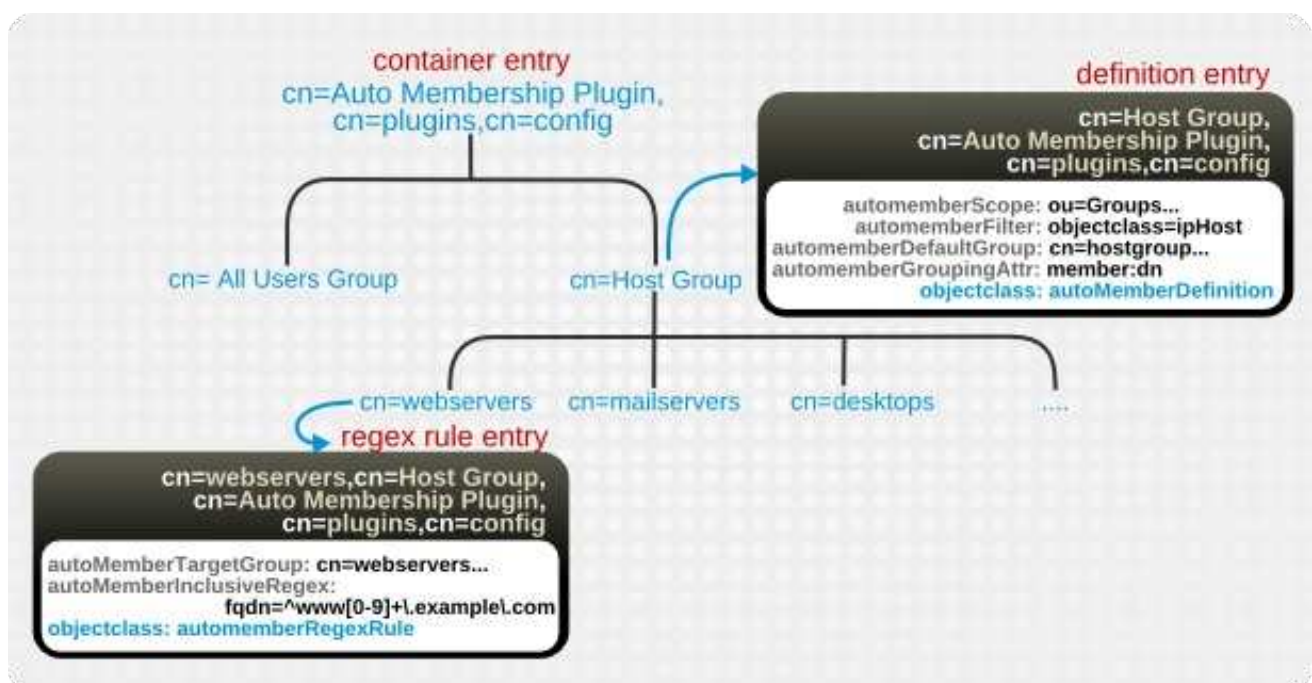 container entry
cn=Auto Membership Plugin,
cn=plugins,cn=config
definition entry
cn=Host Group,
cn=Auto Membership Plugin,
cn=plugins,cn=config
automemberScope: ou=Groups...
automemberFilter: objectclass=ipHost
automemberDefaultGroup: cn=hostgroup...
automemberGroupingAttr: member:dn
objectclass: autoMemberDefinition
cn= All Users Group
cn=Host Group
cn=webservers
cn=mailservers
cn=desktops
....
regex rule entry
cn=webservers,cn=Host Group,
cn=Auto Membership Plugin,
cn=plugins,cn=config
autoMemberTargetGroup: cn=webservers...
autoMemberInclusiveRegex:
fqdn=^www[0-9]+\.example\.com
objectclass: automemberRegexRule